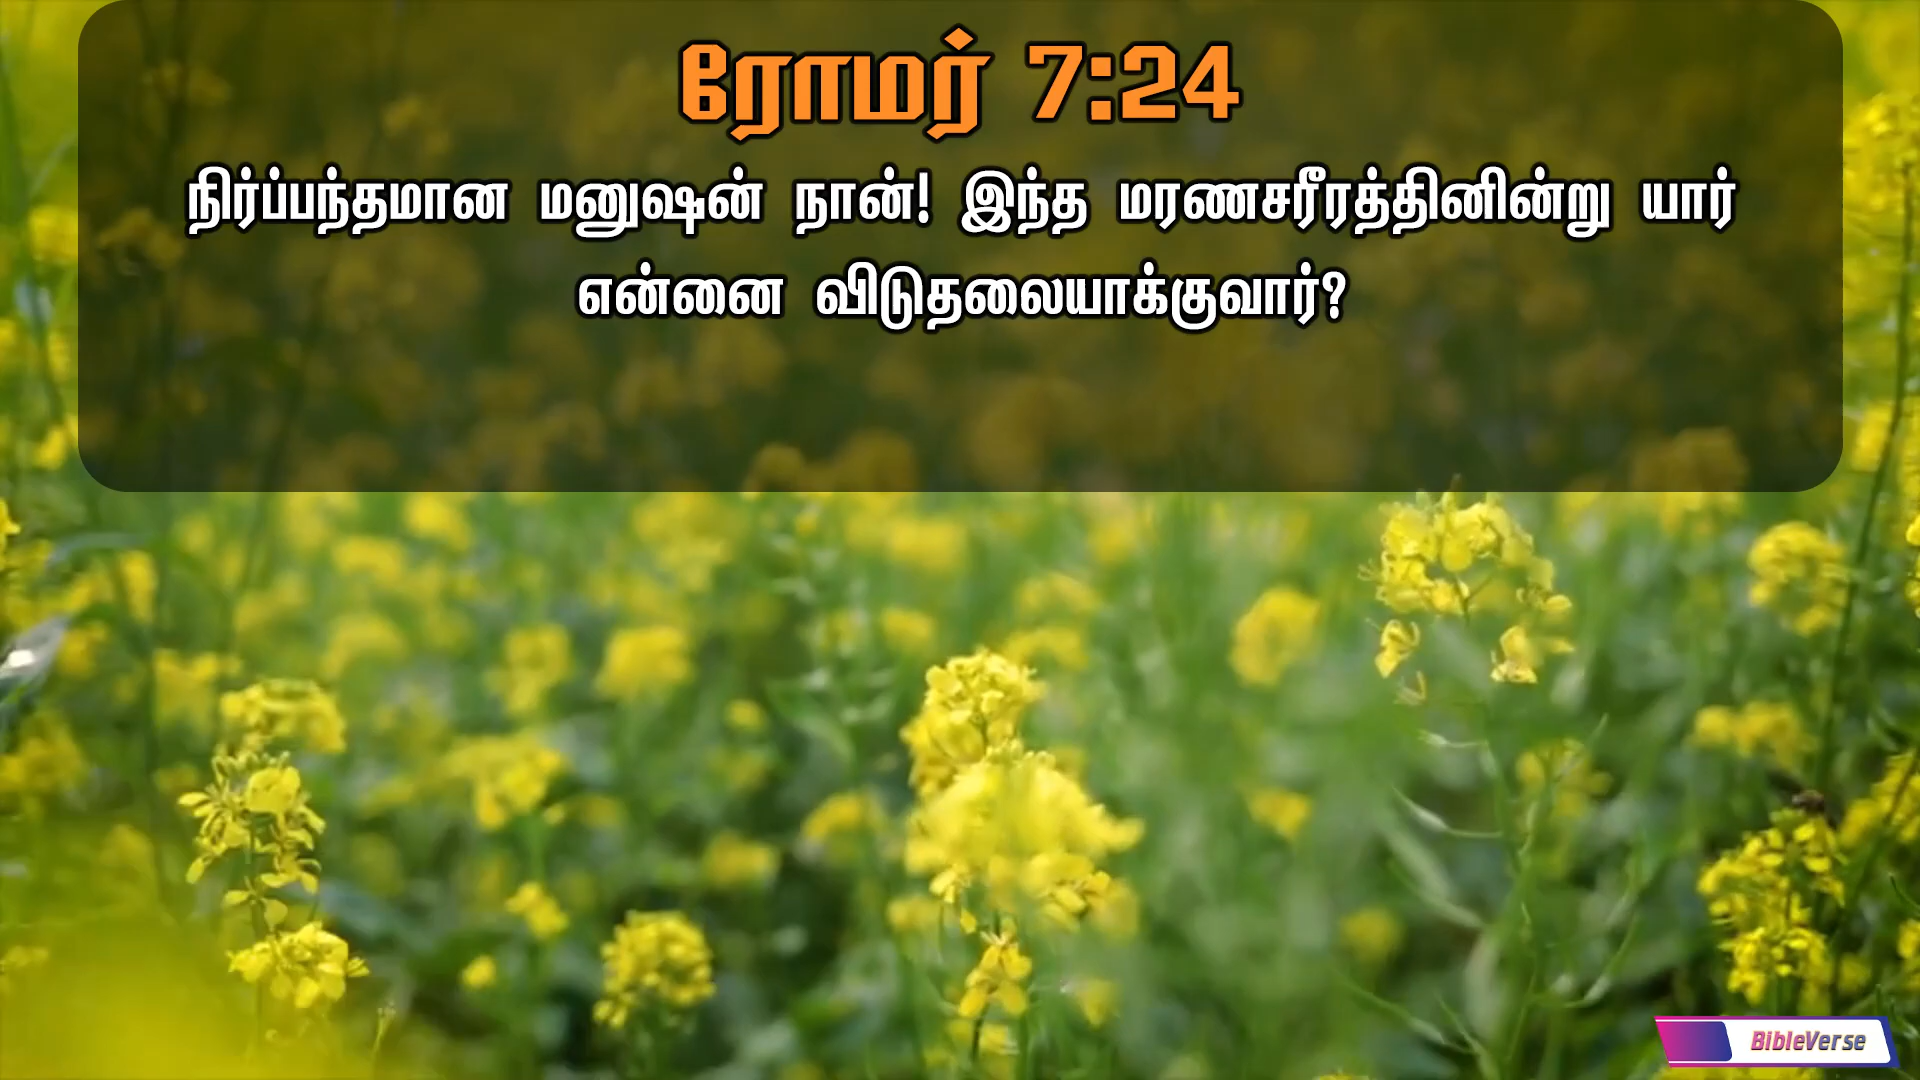 ரோமர் 7:24
நிர்ப்பந்தமான மனுஷன் நான்! இந்த மரணசரீரத்தினின்று யார்
என்னை விடுதலையாக்குவார்?
BibleVerse